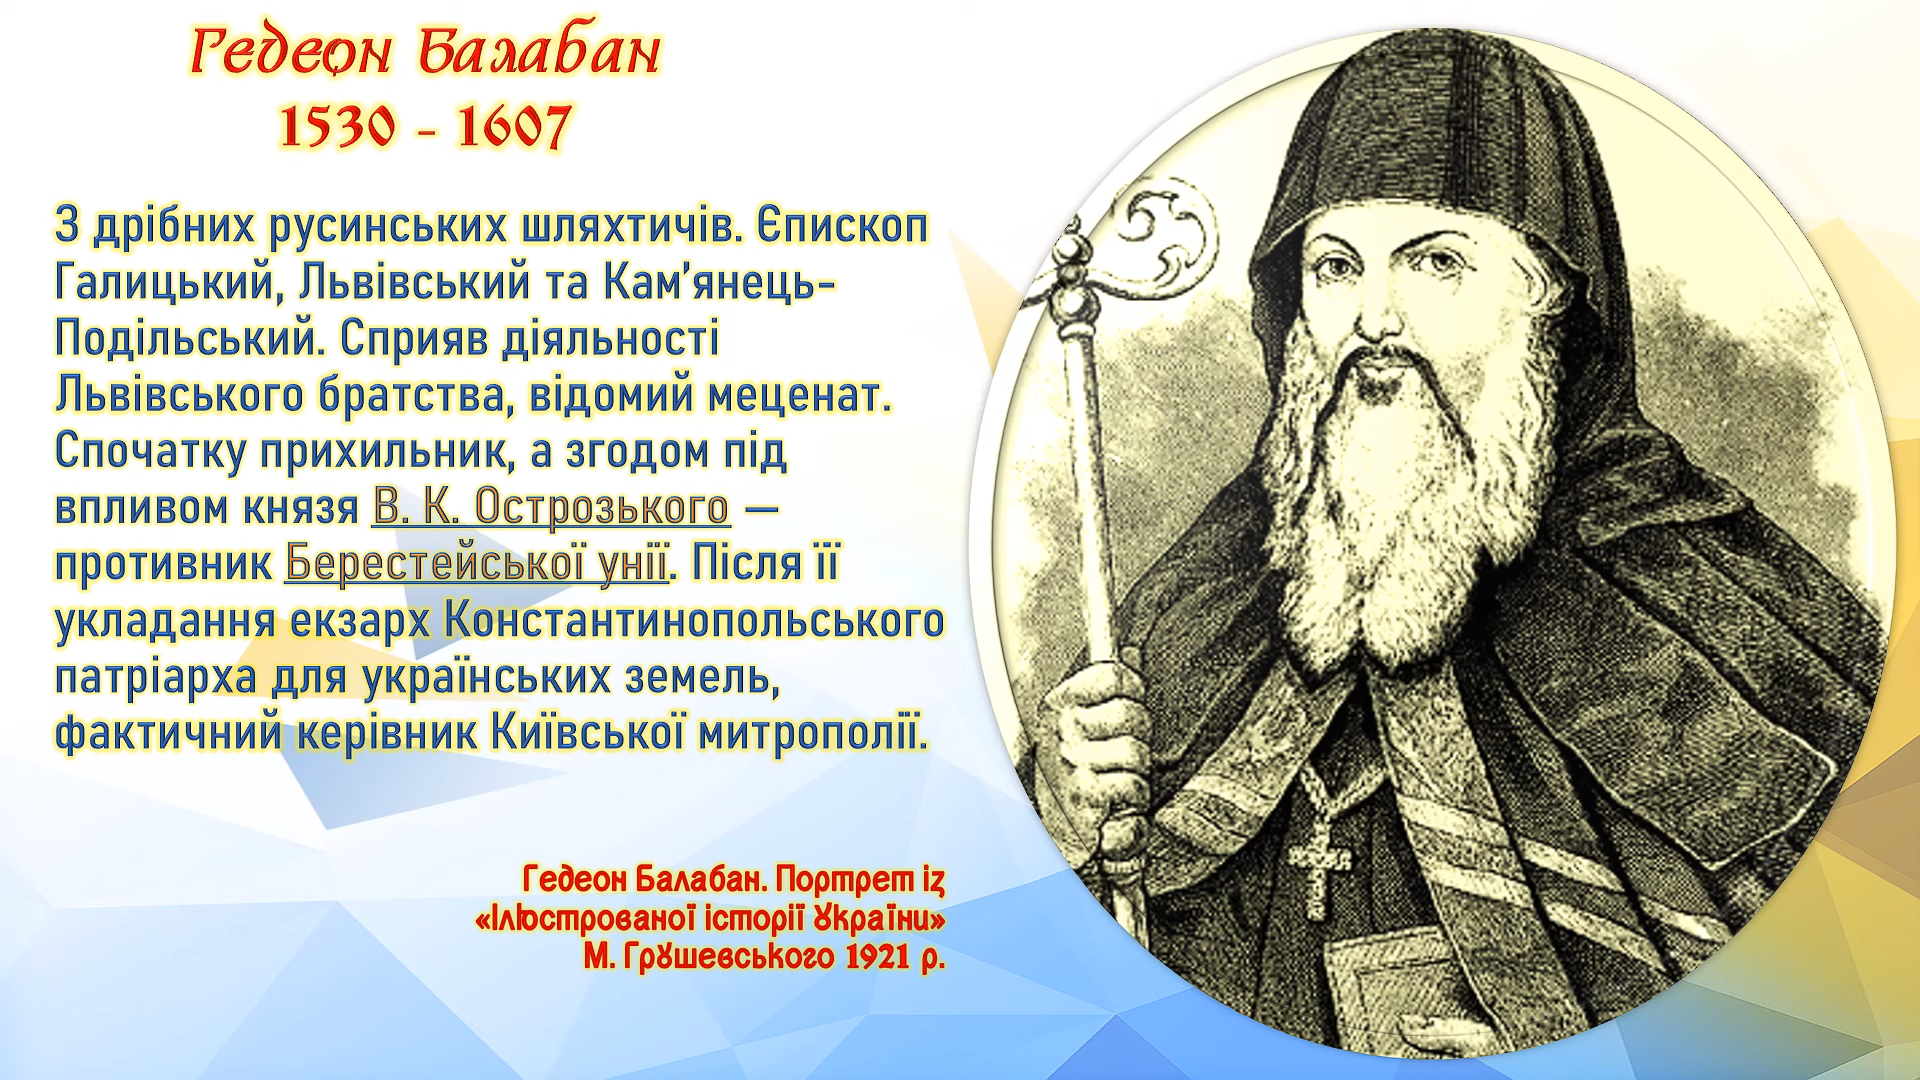 Гедеон Балабан
1530 - 1607
З дрібних русинських шляхтичів. Єпископ
Галицький, Львівський та Кам’янець-
Подільський. Сприяв діяльності
Львівського братства, відомий меценат.
Спочатку прихильник, а згодом під
впливом князя В. К. Острозького —
противник Берестейської унії. Після її
укладання екзарх Константинопольського
патріарха для українських земель,
фактичний керівник Київської митрополії.
Гедеон Балабан. Портрет із
«Ілюстрованої історії України»
М. Грушевського 1921 р.